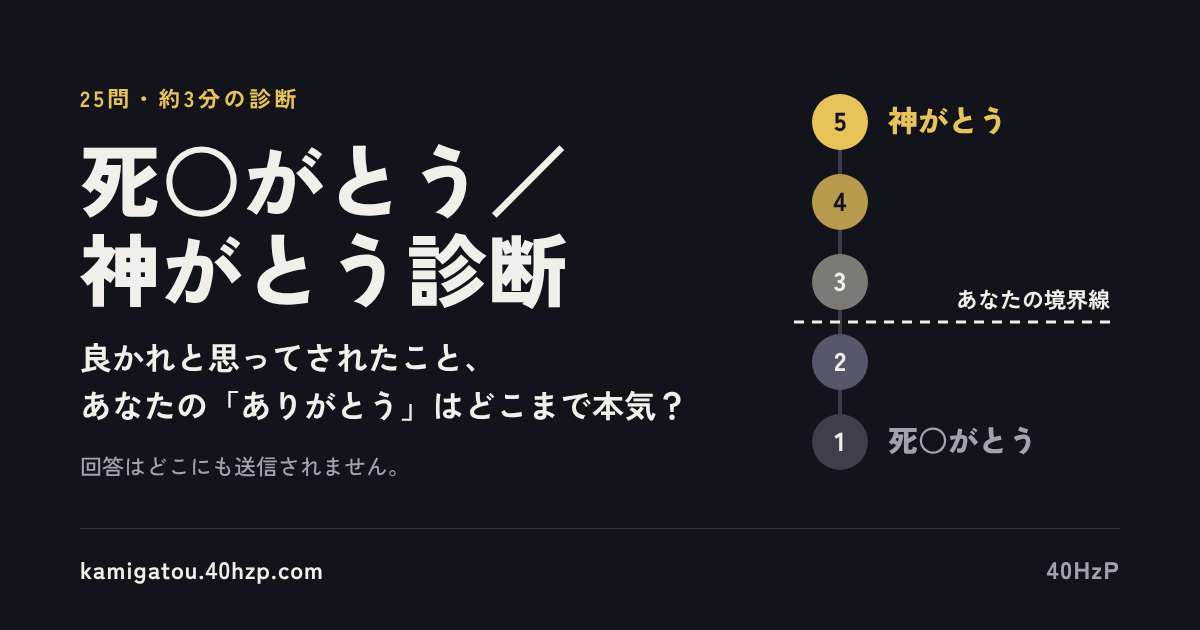 25問・約3分の診断
死〇がとう／
神がとう診断
良かれと思ってされたこと、
あなたの「ありがとう」はどこまで本気？
回答はどこにも送信されません。
5 神がとう
4
3
あなたの境界線
2
1 死〇がとう
kamigatou.40hzp.com
40HzP